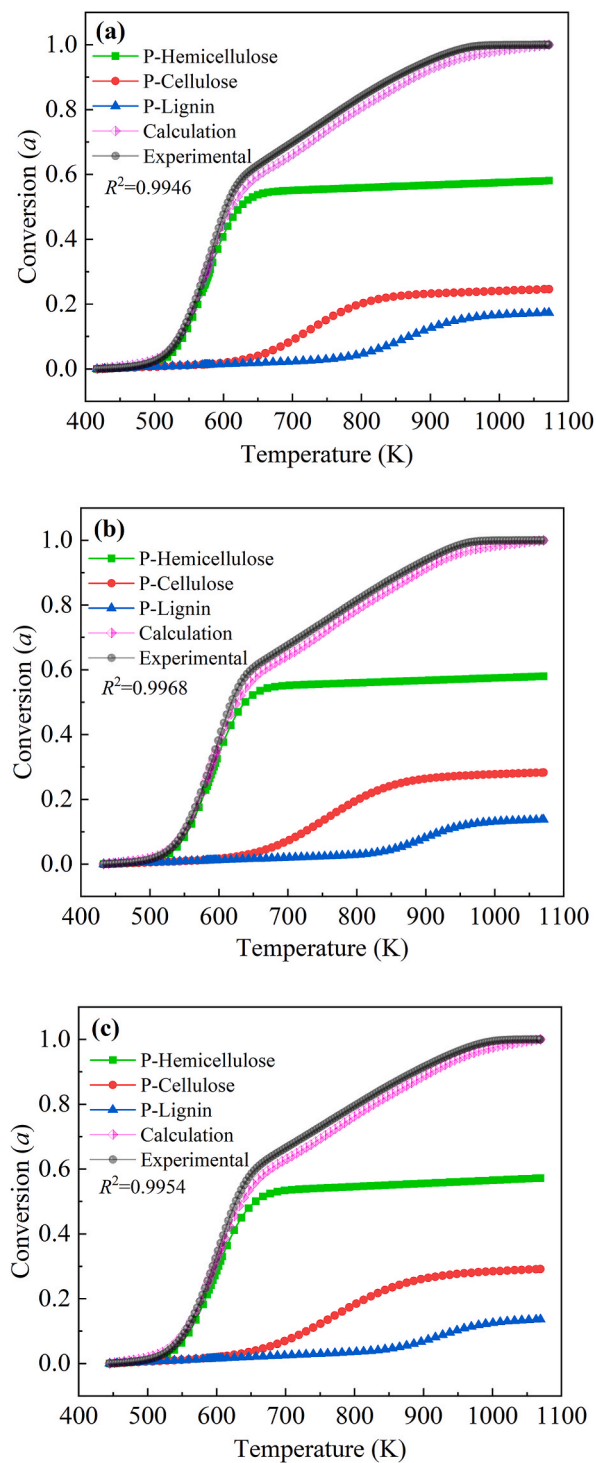 (a)
P-Hemicellulose
P-Cellulose
P-Lignin
Calculation
Experimental
R²=0.9946
Conversion (a)
1.0
0.8
0.6
0.4
0.2
0.0
400 500 600 700 800 900 1000 1100
Temperature (K)
(b)
P-Hemicellulose
P-Cellulose
P-Lignin
Calculation
Experimental
R²=0.9968
Conversion (a)
1.0
0.8
0.6
0.4
0.2
0.0
400 500 600 700 800 900 1000 1100
Temperature (K)
(c)
P-Hemicellulose
P-Cellulose
P-Lignin
Calculation
Experimental
R²=0.9954
Conversion (a)
1.0
0.8
0.6
0.4
0.2
0.0
400 500 600 700 800 900 1000 1100
Temperature (K)